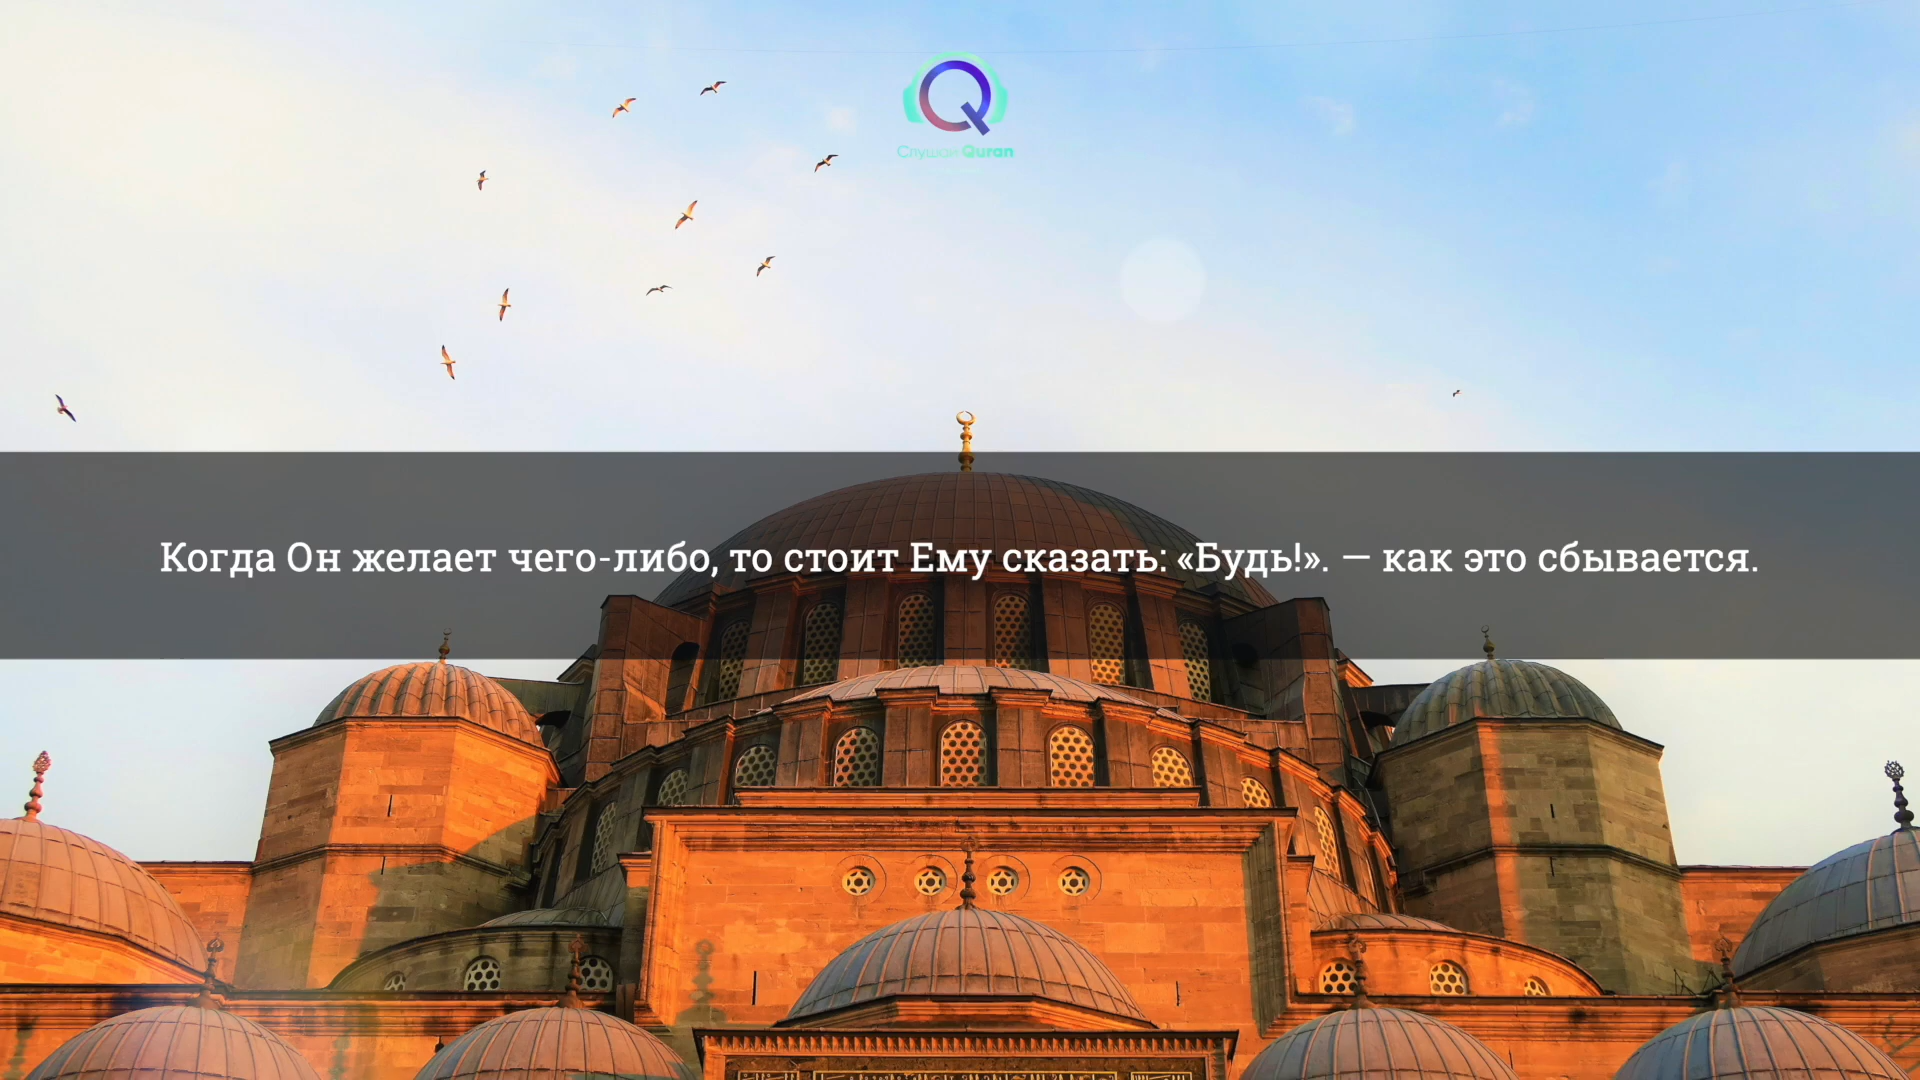 Слушай Quran
Когда Он желает чего-либо, то стоит Ему сказать: «Будь!». — как это сбывается.